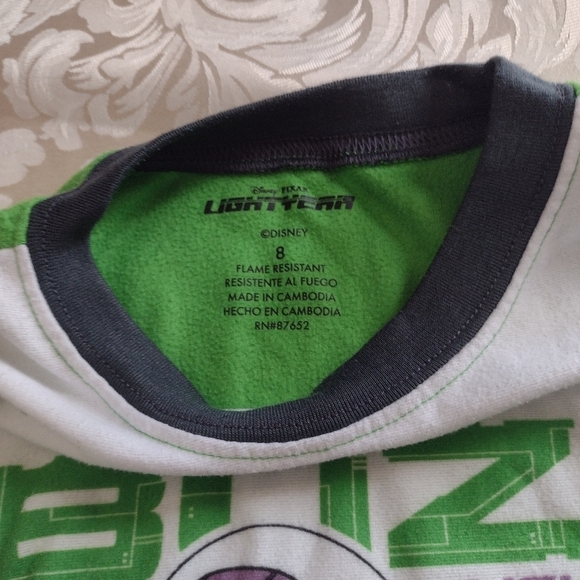 Disney PIXAR
LIGHTYEAR
©DISNEY
8
FLAME RESISTANT
RESISTENTE AL FUEGO
MADE IN CAMBODIA
HECHO EN CAMBODIA
RN#87652